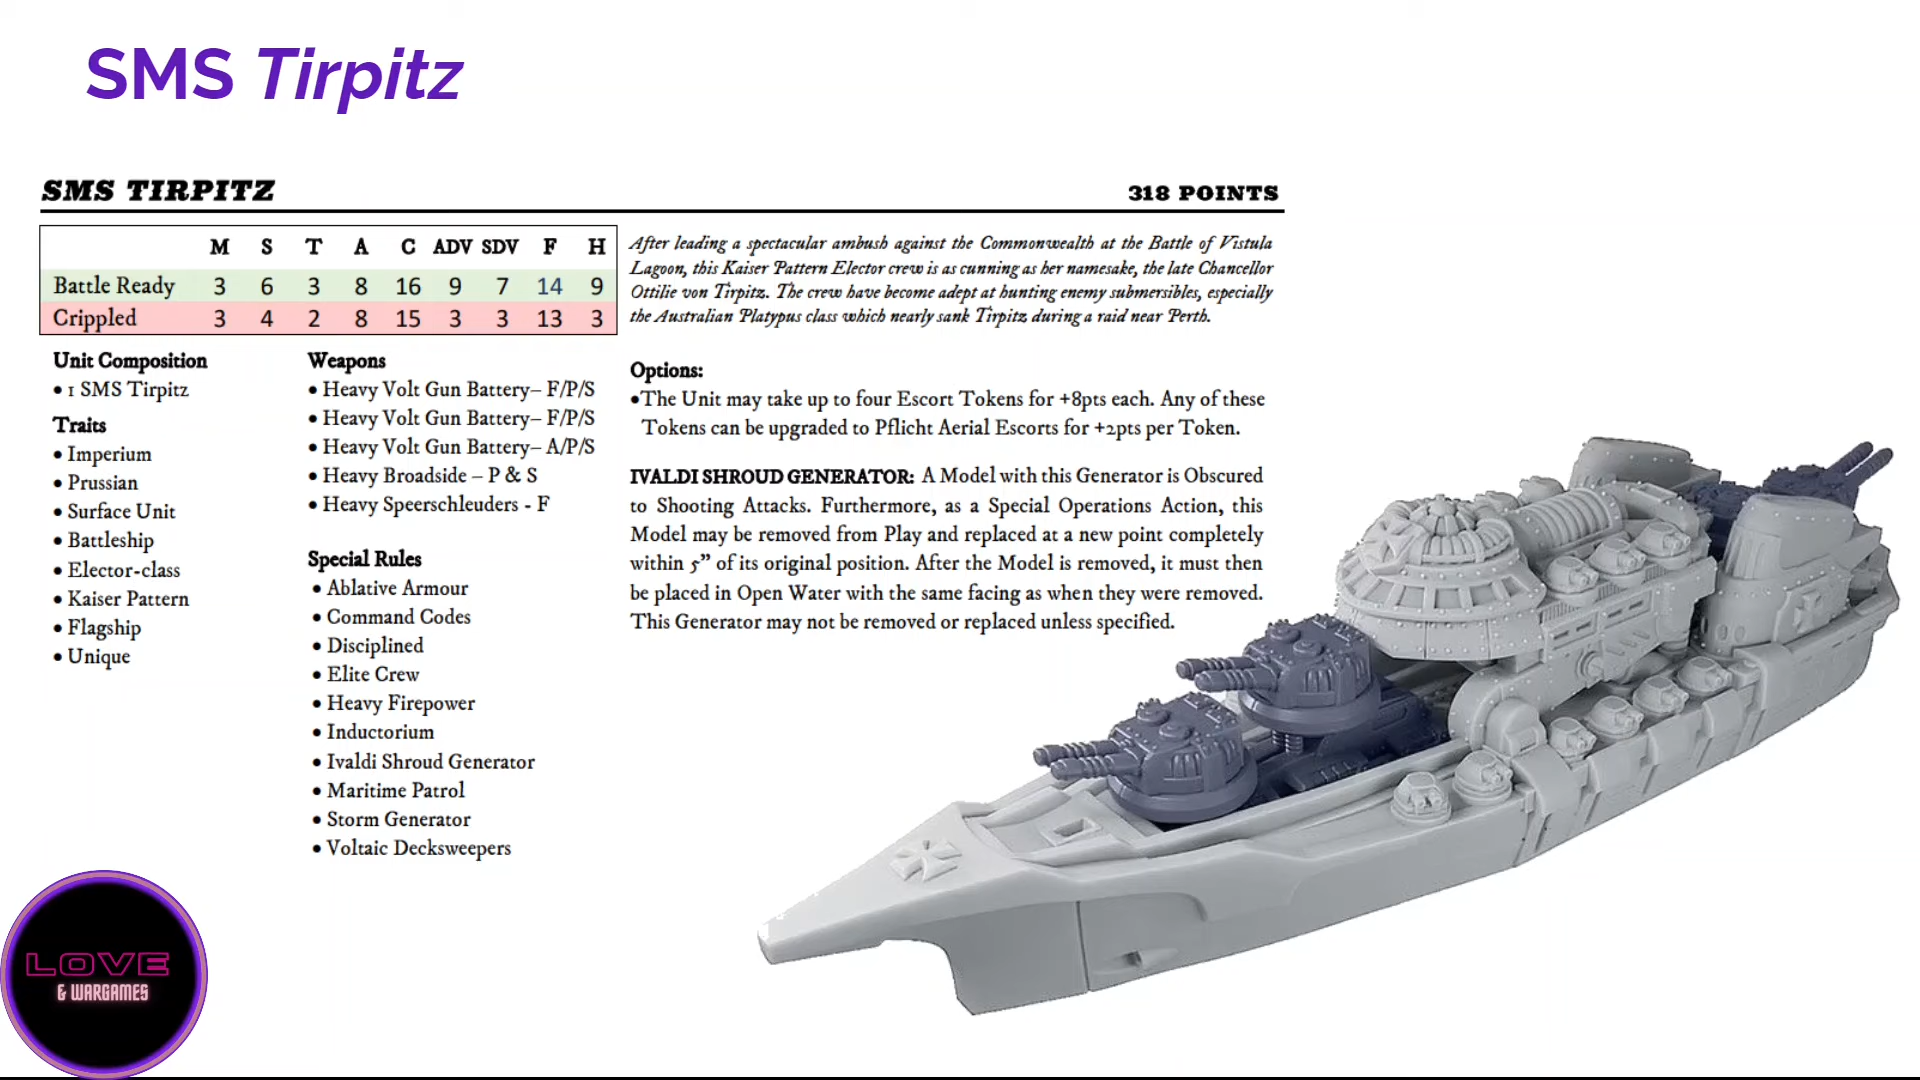 SMS Tirpitz
SMS TIRPITZ
318 POINTS
M S T A C ADV SDV F H
Battle Ready 3 6 3 8 16 9 7 14 9
Crippled 3 4 2 8 15 3 3 13 3
After leading a spectacular ambush against the Commonwealth at the Battle of Vistula
Lagoon, this Kaiser Pattern Elector crew is as cunning as her namesake, the late Chancellor
Ottilie von Tirpitz. The crew have become adept at hunting enemy submersibles, especially
the Australian Platypus class which nearly sank Tirpitz during a raid near Perth.
Unit Composition
• 1 SMS Tirpitz
Traits
• Imperium
• Prussian
• Surface Unit
• Battleship
• Elector-class
• Kaiser Pattern
• Flagship
• Unique
Weapons
• Heavy Volt Gun Battery– F/P/S
• Heavy Volt Gun Battery– F/P/S
• Heavy Volt Gun Battery– A/P/S
• Heavy Broadside – P & S
• Heavy Speerschleuders - F
Special Rules
• Ablative Armour
• Command Codes
• Disciplined
• Elite Crew
• Heavy Firepower
• Inductorium
• Ivaldi Shroud Generator
• Maritime Patrol
• Storm Generator
• Voltaic Decksweepers
Options:
•The Unit may take up to four Escort Tokens for +8pts each. Any of these
Tokens can be upgraded to Pflicht Aerial Escorts for +2pts per Token.
IVALDI SHROUD GENERATOR: A Model with this Generator is Obscured
to Shooting Attacks. Furthermore, as a Special Operations Action, this
Model may be removed from Play and replaced at a new point completely
within 5” of its original position. After the Model is removed, it must then
be placed in Open Water with the same facing as when they were removed.
This Generator may not be removed or replaced unless specified.
LOVE
& WARGAMES